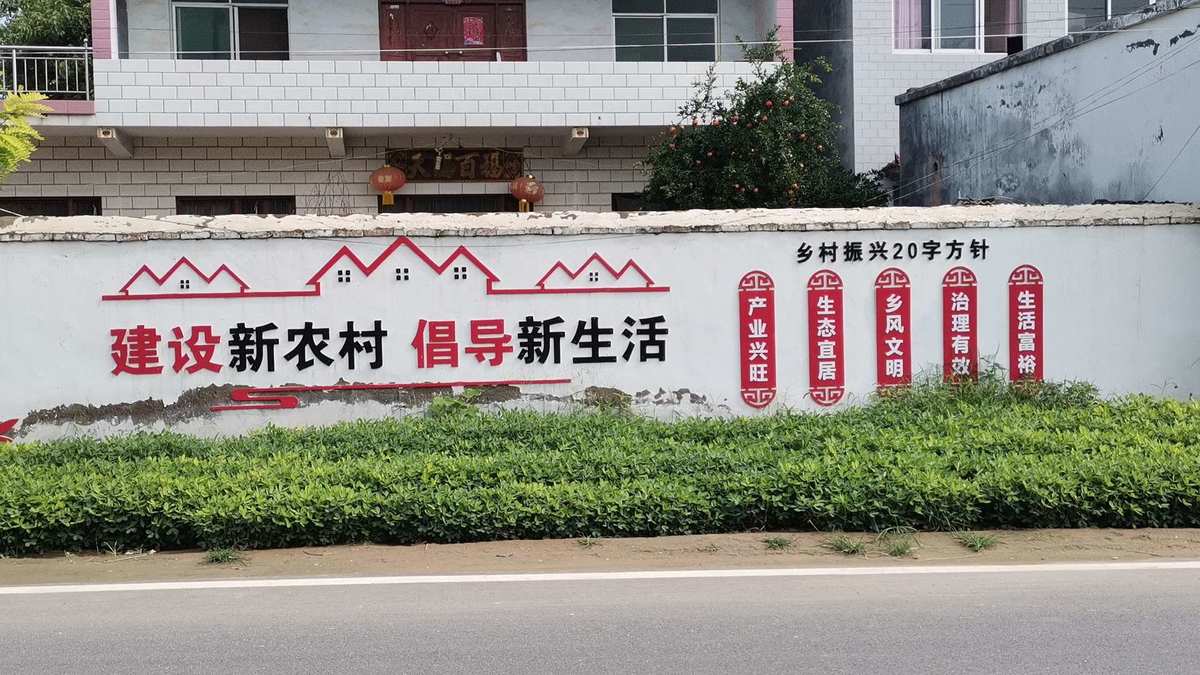 建设新农村 倡导新生活
乡村振兴20字方针
产业兴旺
生态宜居
乡风文明
治理有效
生活富裕